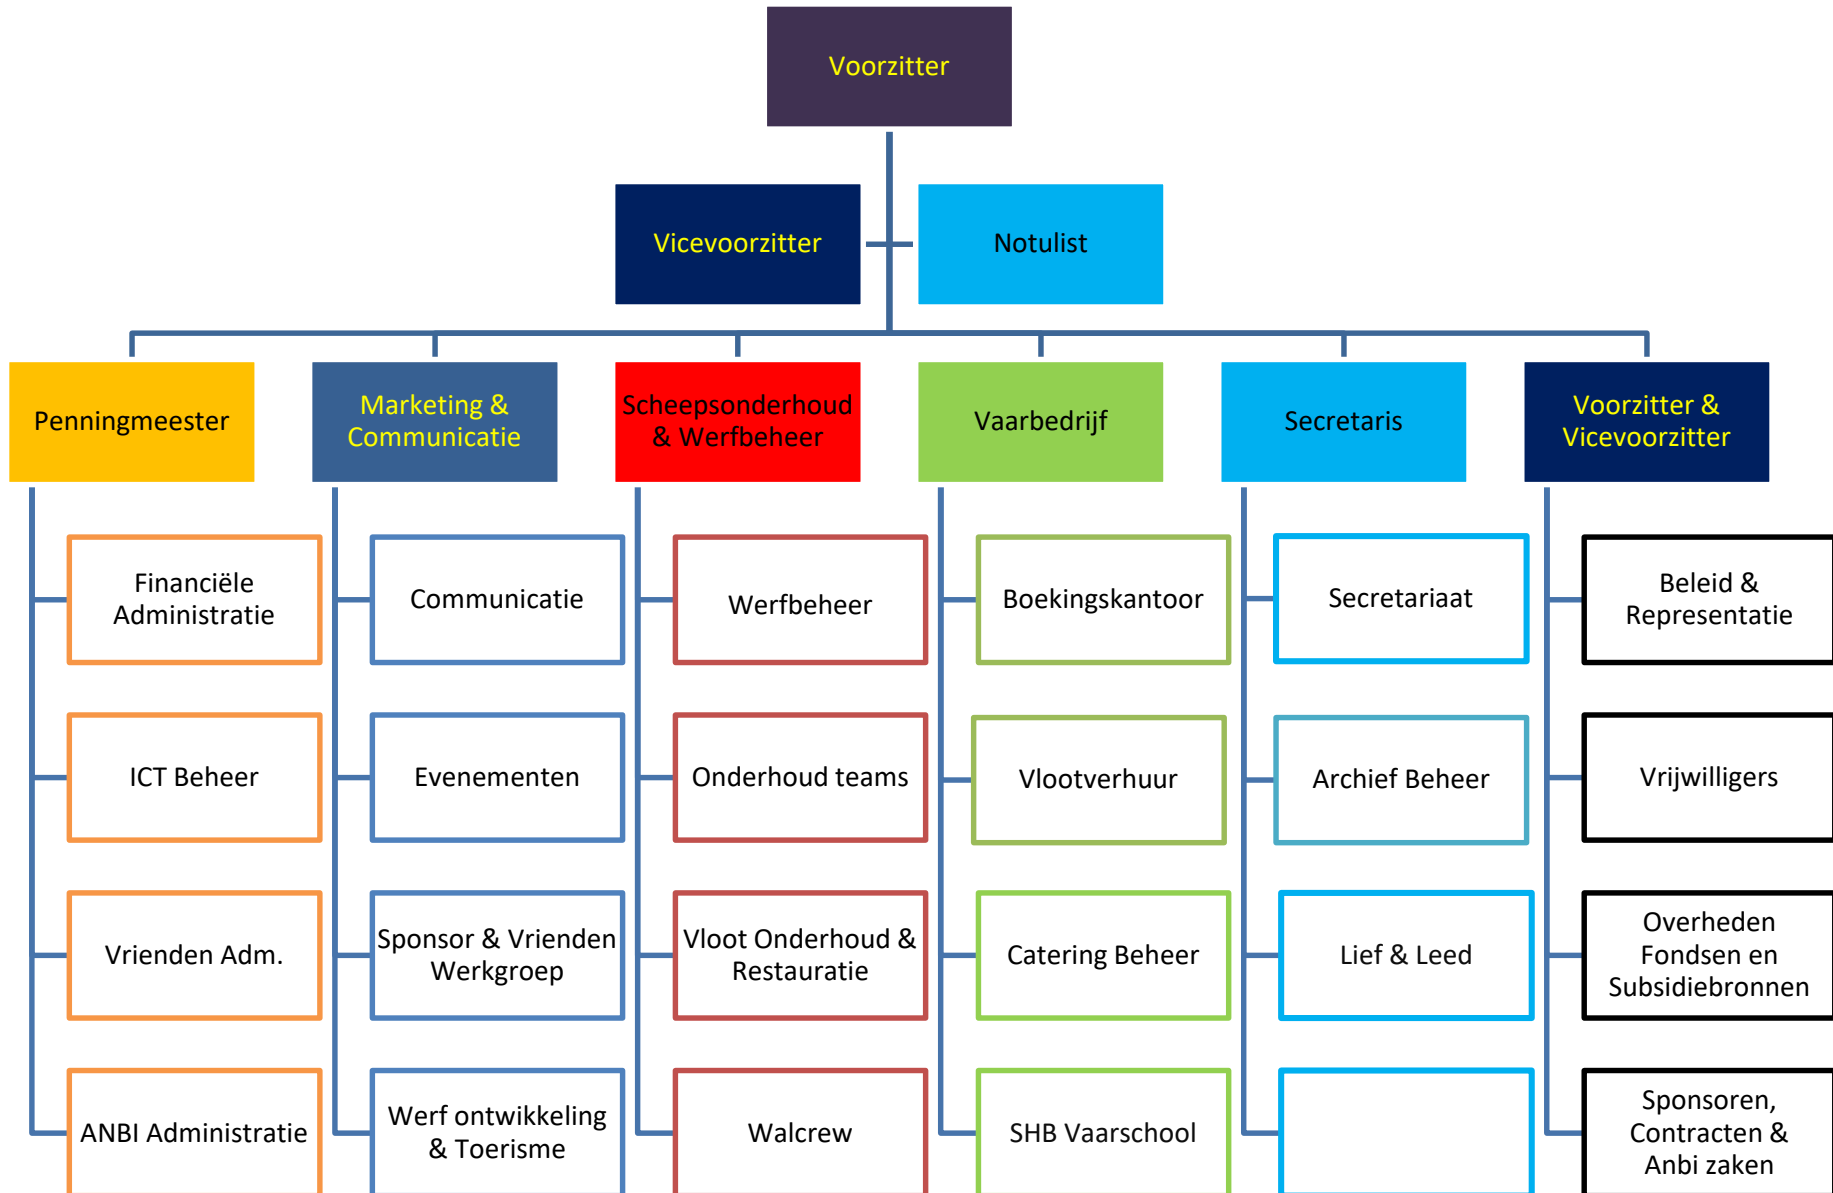 Voorzitter
Vicevoorzitter
Notulist
Penningmeester
Marketing &
Communicatie
Scheepsonderhoud
& Werfbeheer
Vaarbedrijf
Secretaris
Voorzitter &
Vicevoorzitter
Financiële
Administratie
Communicatie
Werfbeheer
Boekingskantoor
Secretariaat
Beleid &
Representatie
ICT Beheer
Evenementen
Onderhoud teams
Vlootverhuur
Archief Beheer
Vrijwilligers
Vrienden Adm.
Sponsor & Vrienden
Werkgroep
Vloot Onderhoud &
Restauratie
Catering Beheer
Lief & Leed
Overheden
Fondsen en
Subsidiebronnen
ANBI Administratie
Werf ontwikkeling
& Toerisme
Walcrew
SHB Vaarschool
Sponsoren,
Contracten &
Anbi zaken